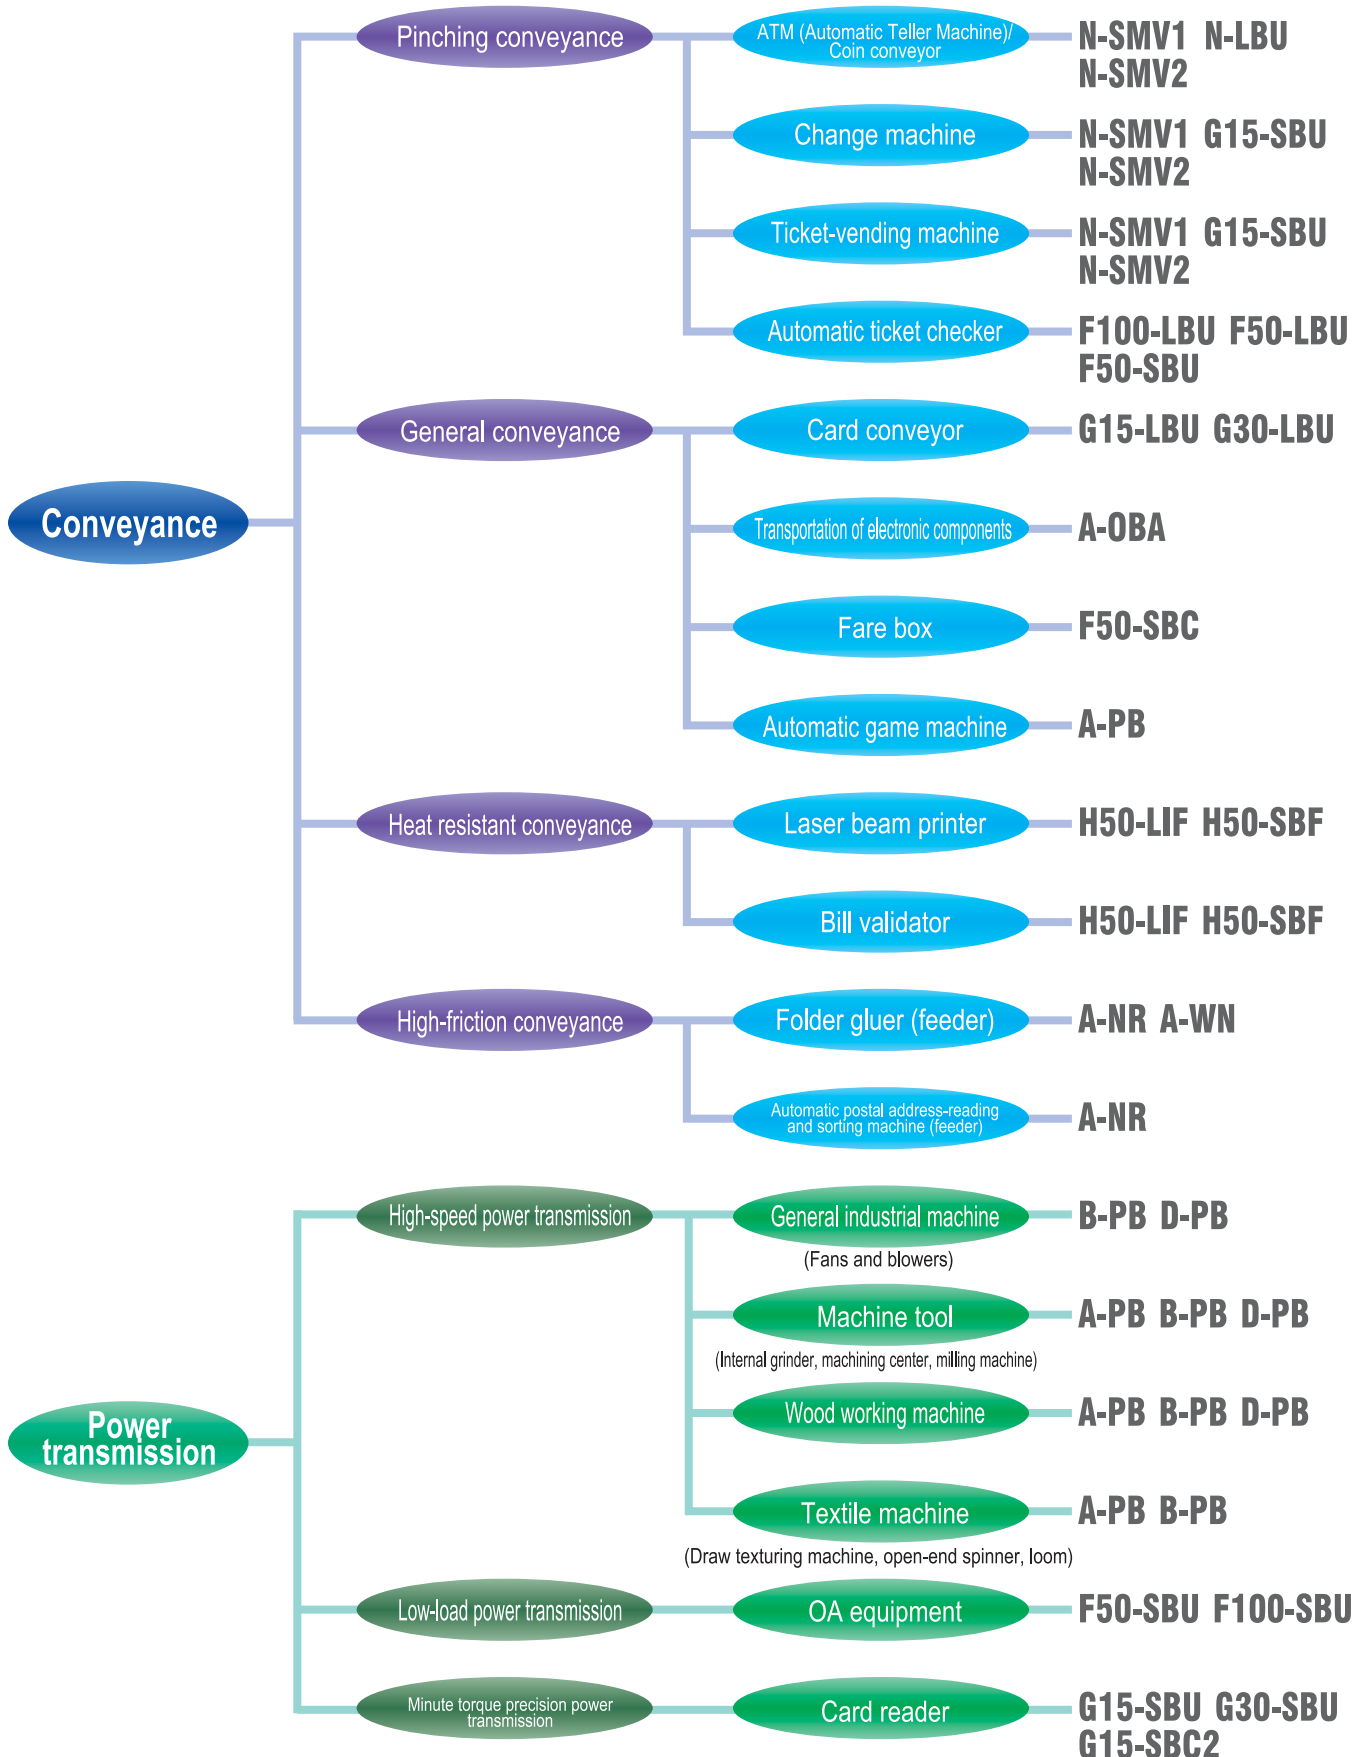 Pinching conveyance
ATM (Automatic Teller Machine)/
Coin conveyor
N-SMV1 N-LBU
N-SMV2
Change machine
N-SMV1 G15-SBU
N-SMV2
Ticket-vending machine
N-SMV1 G15-SBU
N-SMV2
Automatic ticket checker
F100-LBU F50-LBU
F50-SBU
General conveyance
Card conveyor
G15-LBU G30-LBU
Conveyance
Transportation of electronic components
A-OBA
Fare box
F50-SBC
Automatic game machine
A-PB
Heat resistant conveyance
Laser beam printer
H50-LIF H50-SBF
Bill validator
H50-LIF H50-SBF
High-friction conveyance
Folder gluer (feeder)
A-NR A-WN
Automatic postal address-reading
and sorting machine (feeder)
A-NR
High-speed power transmission
General industrial machine
B-PB D-PB
(Fans and blowers)
Machine tool
A-PB B-PB D-PB
(Internal grinder, machining center, milling machine)
Wood working machine
A-PB B-PB D-PB
Power
transmission
Textile machine
A-PB B-PB
(Draw texturing machine, open-end spinner, loom)
Low-load power transmission
OA equipment
F50-SBU F100-SBU
Minute torque precision power
transmission
Card reader
G15-SBU G30-SBU
G15-SBC2